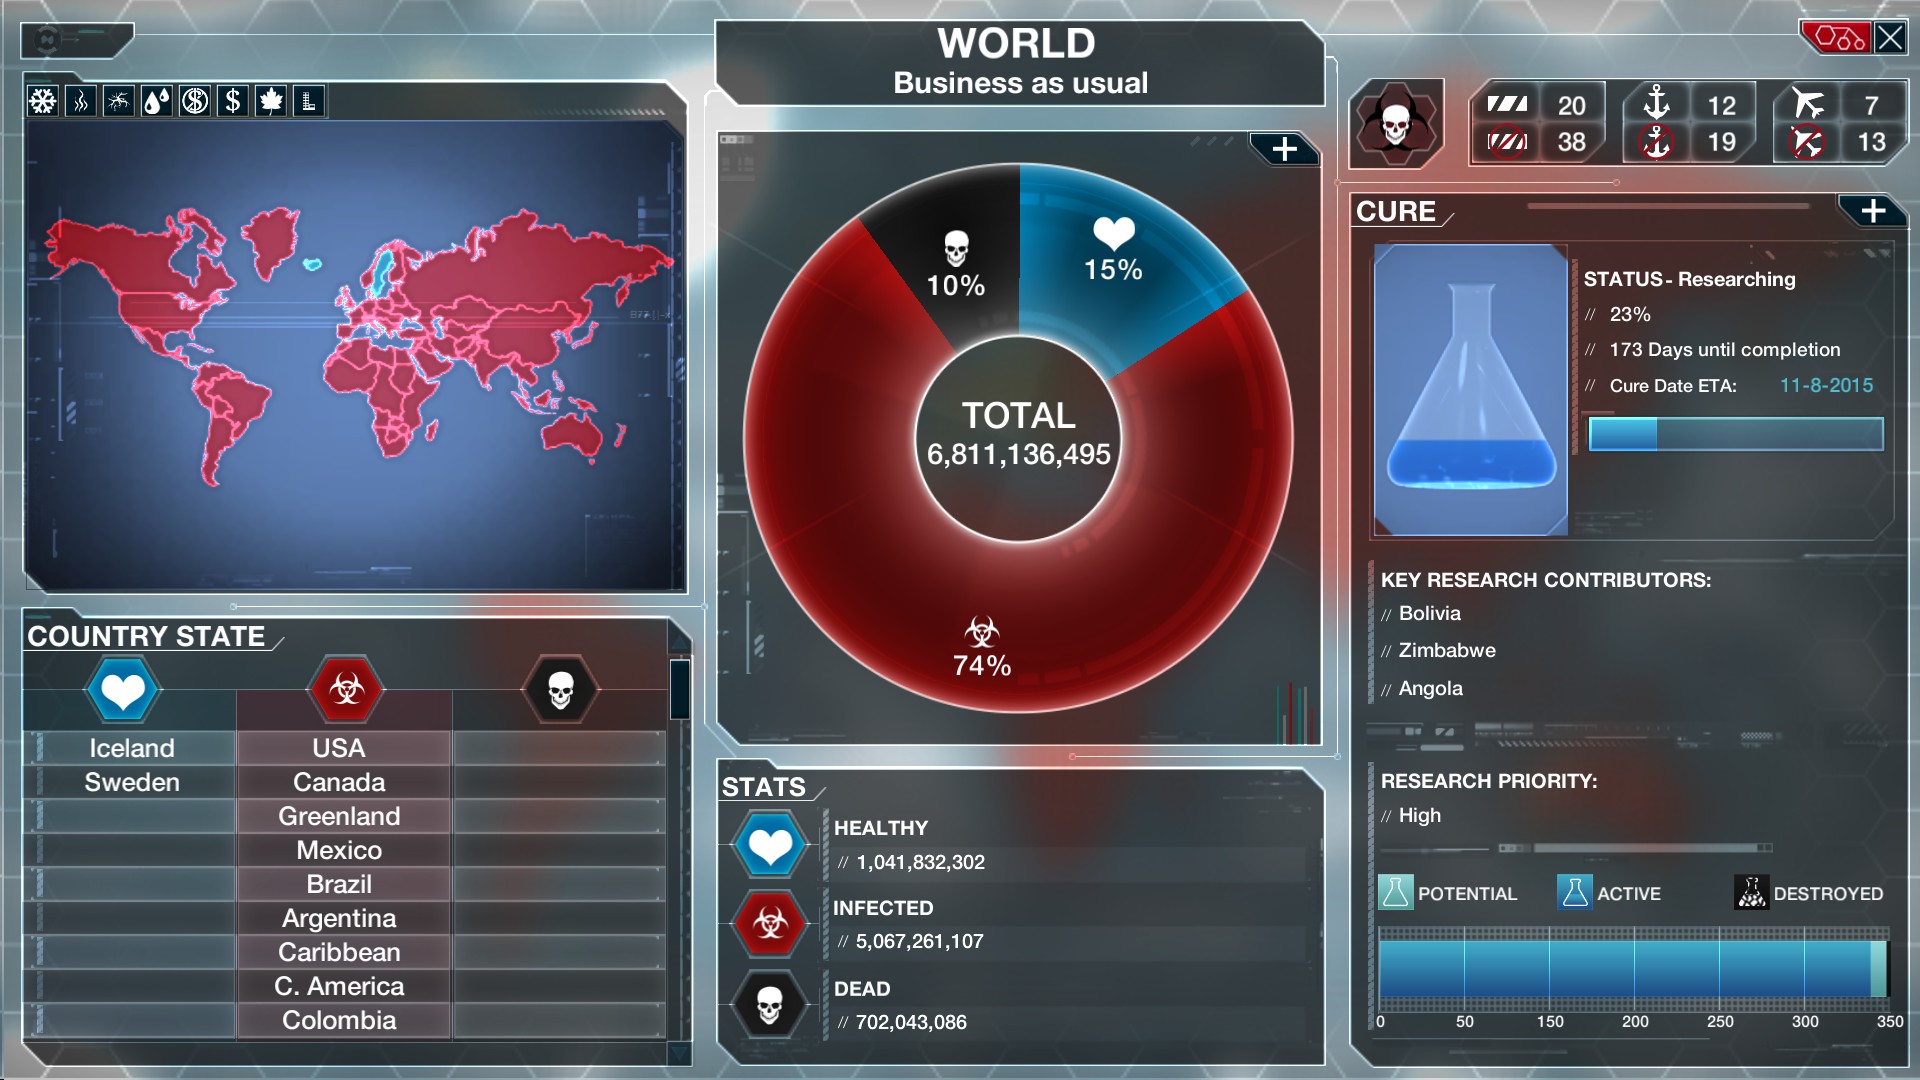 WORLD
Business as usual
20
12
7
38
19
13
10%
15%
TOTAL
6,811,136,495
74%
CURE
STATUS - Researching
// 23%
// 173 Days until completion
// Cure Date ETA: 11-8-2015
KEY RESEARCH CONTRIBUTORS:
// Bolivia
// Zimbabwe
// Angola
RESEARCH PRIORITY:
// High
POTENTIAL
ACTIVE
DESTROYED
0 50 100 200 250 300 350
COUNTRY STATE
Iceland USA
Sweden Canada
Greenland
Mexico
Brazil
Argentina
Caribbean
C. America
Colombia
STATS
HEALTHY
// 1,041,832,302
INFECTED
// 5,067,261,107
DEAD
// 702,043,086